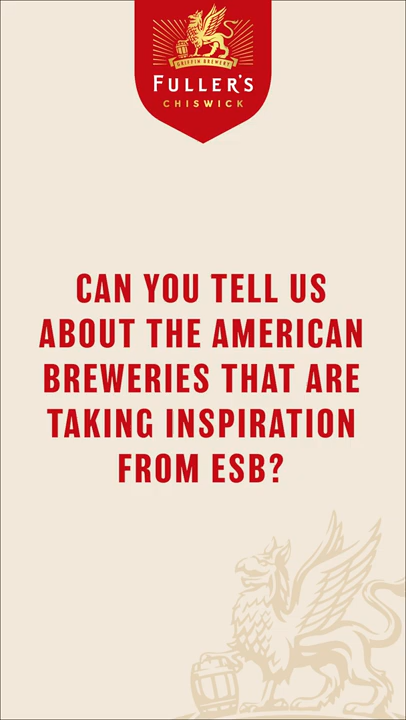 GRIFFIN BREWERY
FULLER'S
CHISWICK
CAN YOU TELL US
ABOUT THE AMERICAN
BREWERIES THAT ARE
TAKING INSPIRATION
FROM ESB?